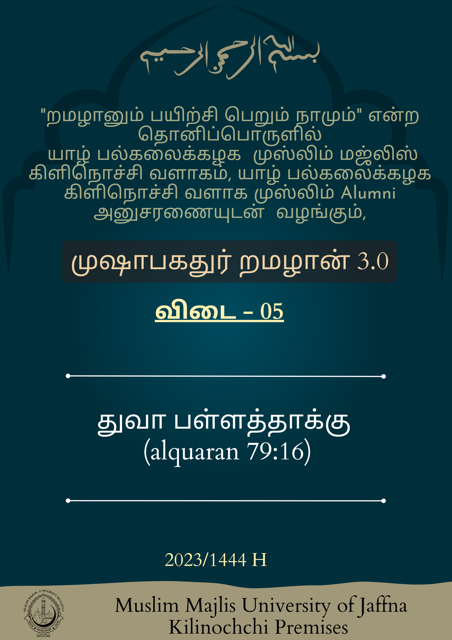 بسم الله الرحمن الرحيم
"றமழானும் பயிற்சி பெறும் நாமும்" என்ற
தொனிப்பொருளில்
யாழ் பல்கலைக்கழக முஸ்லிம் மஜ்லிஸ்
கிளிநொச்சி வளாகம், யாழ் பல்கலைக்கழக
கிளிநொச்சி வளாக முஸ்லிம் Alumni
அனுசரணையுடன் வழங்கும்,
முஷாபகதுர் றமழான் 3.0
விடை - 05
துவா பள்ளத்தாக்கு
(alquaran 79:16)
2023/1444 H
Muslim Majlis University of Jaffna
Kilinochchi Premises